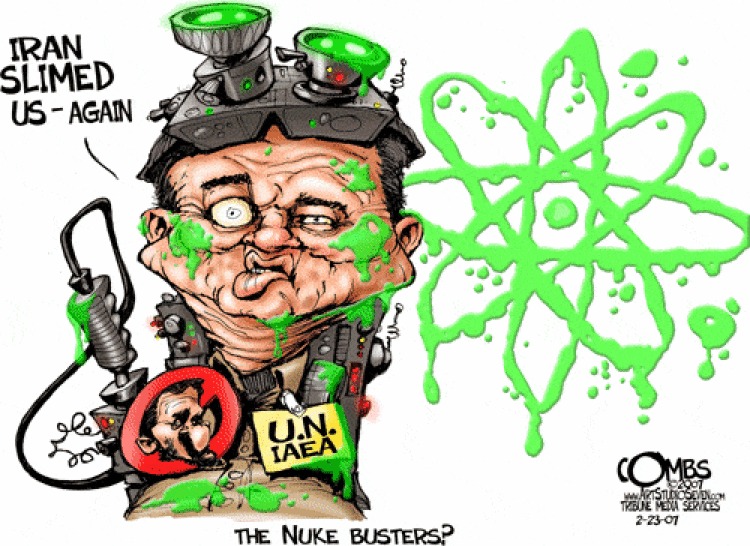 IRAN
SLIMED
US - AGAIN
U.N.
IAEA
COMBS
©2007
www.ARTSTUDIOSEVEN.COM
TRIBUNE MEDIA SERVICES
2-23-07
THE NUKE BUSTERS?